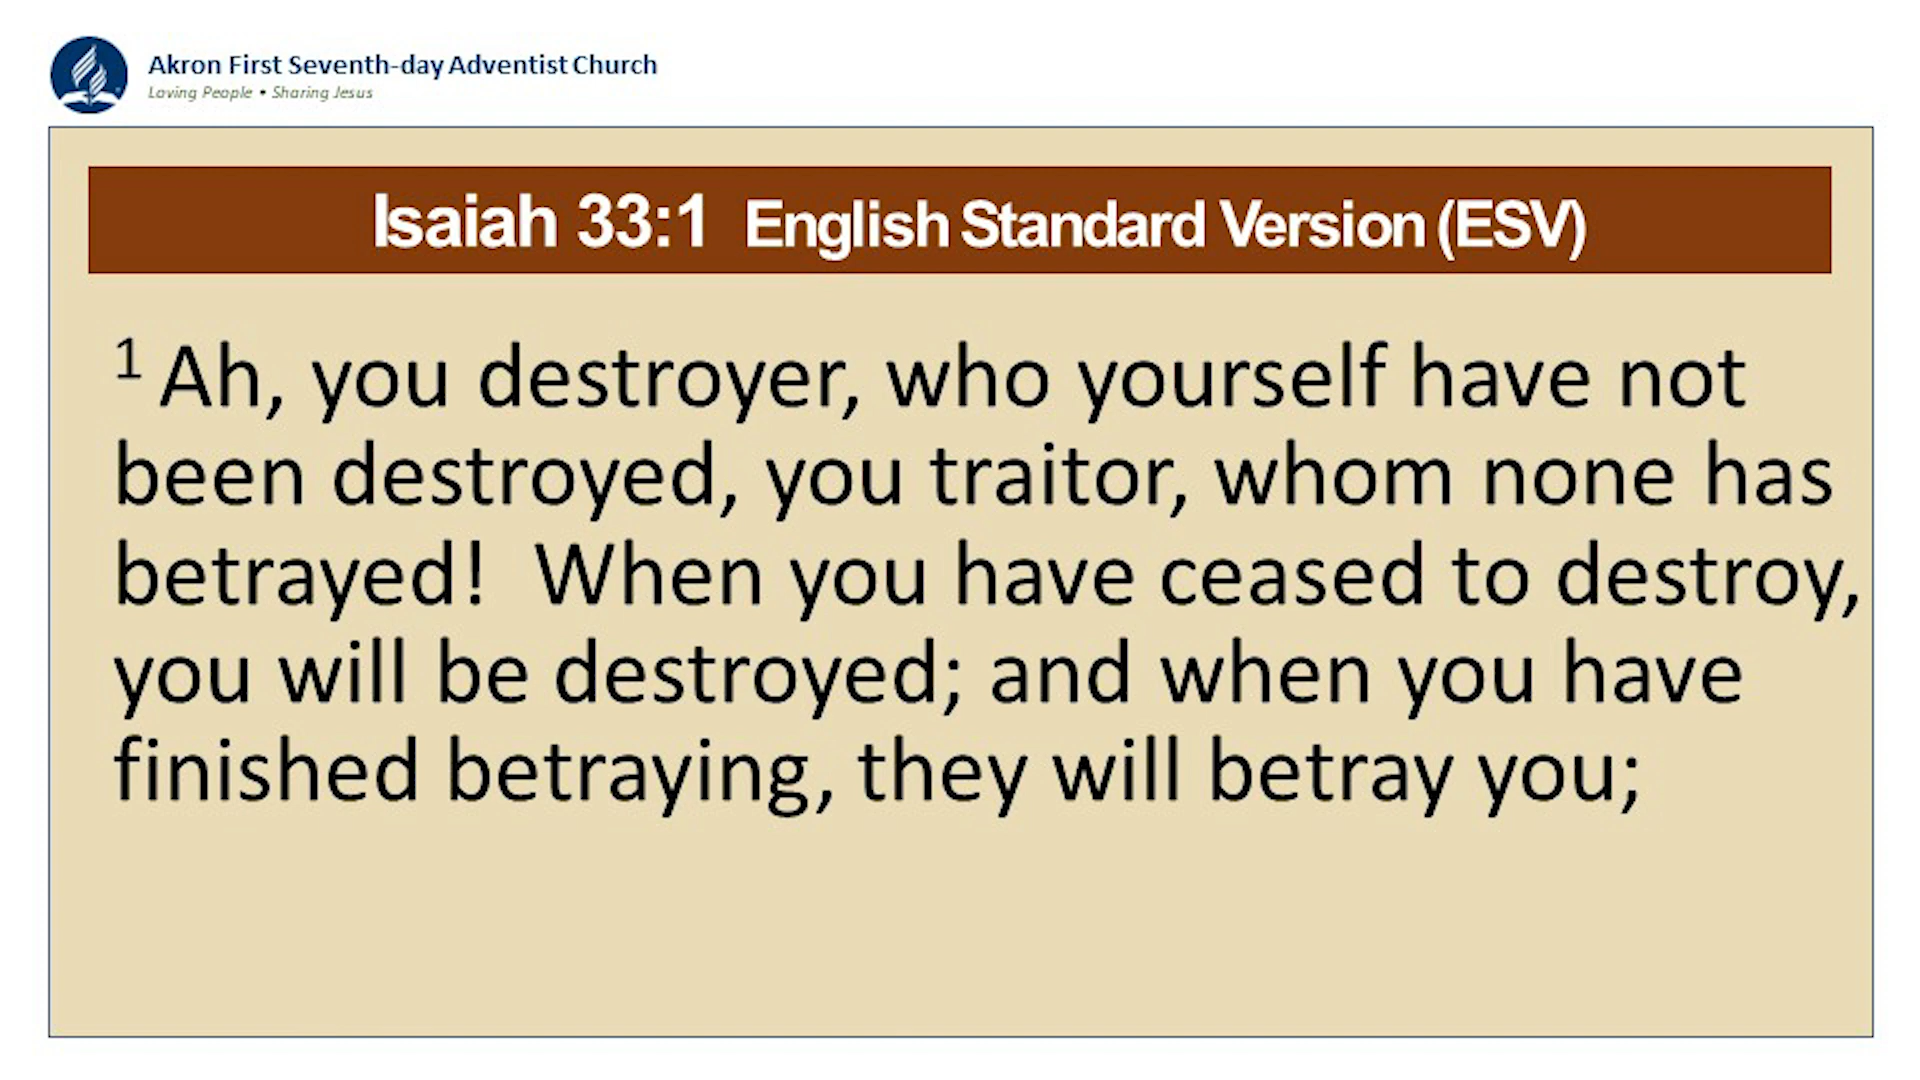 Akron First Seventh-day Adventist Church
Loving People • Sharing Jesus
Isaiah 33:1 English Standard Version (ESV)
1 Ah, you destroyer, who yourself have not
been destroyed, you traitor, whom none has
betrayed! When you have ceased to destroy,
you will be destroyed; and when you have
finished betraying, they will betray you;